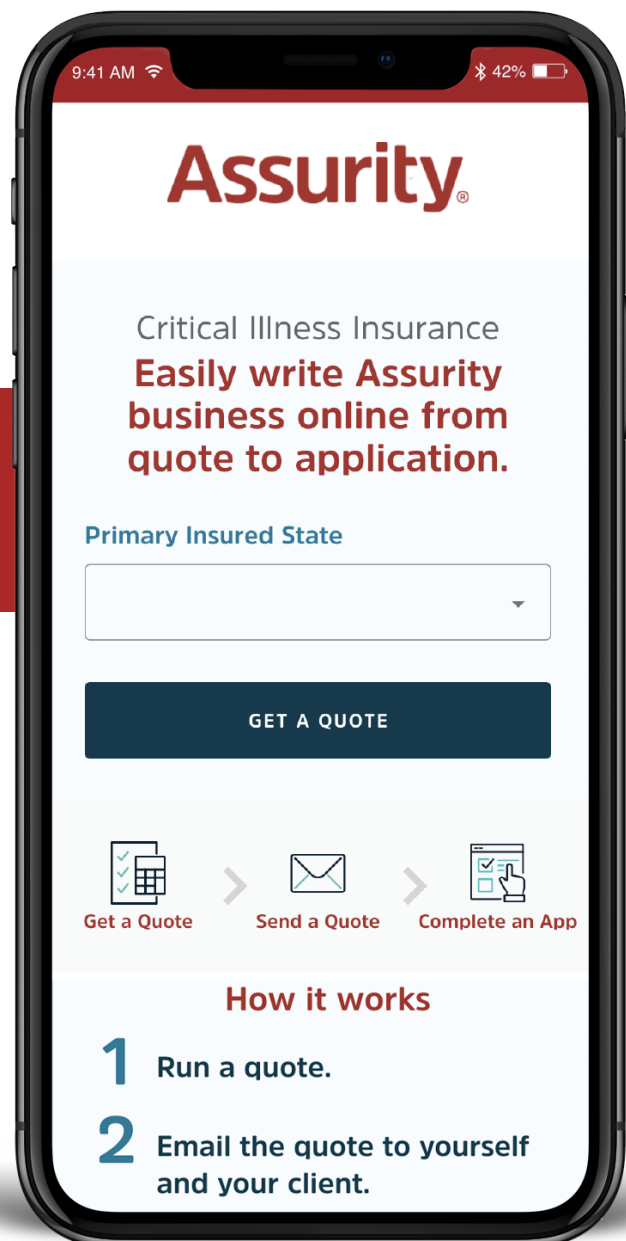 9:41 AM
42%
Assurity®
Critical Illness Insurance
Easily write Assurity
business online from
quote to application.
Primary Insured State
GET A QUOTE
Get a Quote
Send a Quote
Complete an App
How it works
1 Run a quote.
2 Email the quote to yourself
and your client.